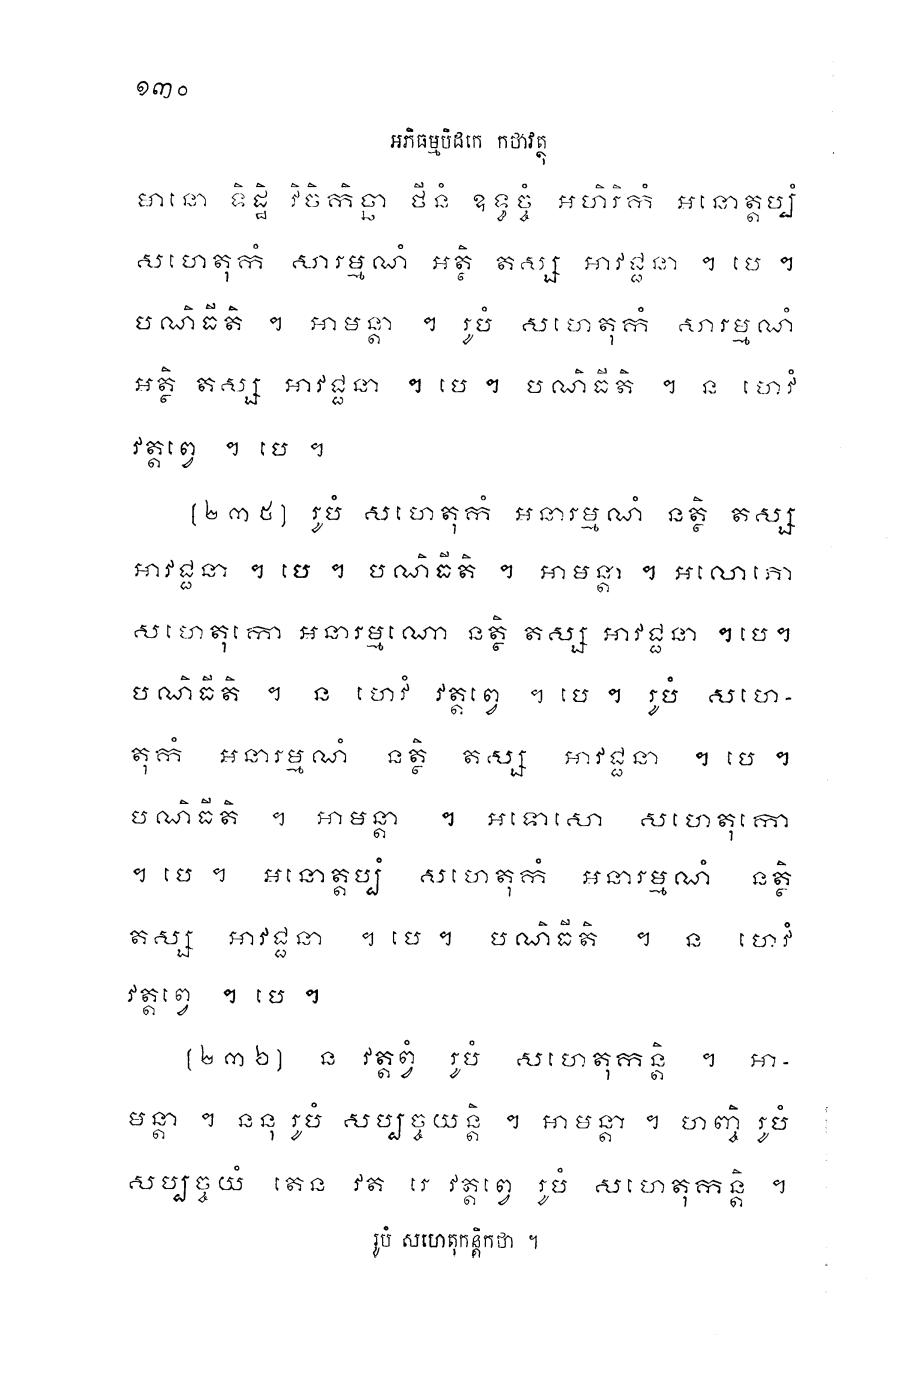 ១៣០
អភិធម្មបិដកេ កថាវត្ថុ
មានោ ទិដ្ឋិ វិចិកិច្ឆា ថីនំ ឧទ្ធច្ចំ អហិរិកំ អនោត្តប្បំ
សហេតុកំ សារម្មណំ អត្ថិ តស្ស អាវជ្ជនា ។ បេ ។
បណិធីតិ ។ អាមន្តា ។ រូបំ សហេតុកំ សារម្មណំ
អត្ថិ តស្ស អាវជ្ជនា ។ បេ ។ បណិធីតិ ។ ន ហេវំ
វត្តព្វេ ។ បេ ។
(២៣៥) រូបំ សហេតុកំ អនារម្មណំ នត្ថិ តស្ស
អាវជ្ជនា ។ បេ ។ បណិធីតិ ។ អាមន្តា ។ អលោភោ
សហេតុកោ អនារម្មណោ នត្ថិ តស្ស អាវជ្ជនា ។បេ។
បណិធីតិ ។ ន ហេវំ វត្តព្វេ ។ បេ ។ រូបំ សហេ-
តុកំ អនារម្មណំ នត្ថិ តស្ស អាវជ្ជនា ។ បេ ។
បណិធីតិ ។ អាមន្តា ។ អទោសោ សហេតុកោ
។ បេ ។ អនោត្តប្បំ សហេតុកំ អនារម្មណំ នត្ថិ
តស្ស អាវជ្ជនា ។ បេ ។ បណិធីតិ ។ ន ហេវំ
វត្តព្វេ ។ បេ ។
(២៣៦) ន វត្តព្វំ រូបំ សហេតុកន្តិ ។ អា-
មន្តា ។ ននុ រូបំ សប្បច្ចយន្តិ ។ អាមន្តា ។ ហញ្ចិ រូបំ
សប្បច្ចយំ តេន វត រេ វត្តព្វេ រូបំ សហេតុកន្តិ ។
រូបំ សហេតុកន្តិកថា ។